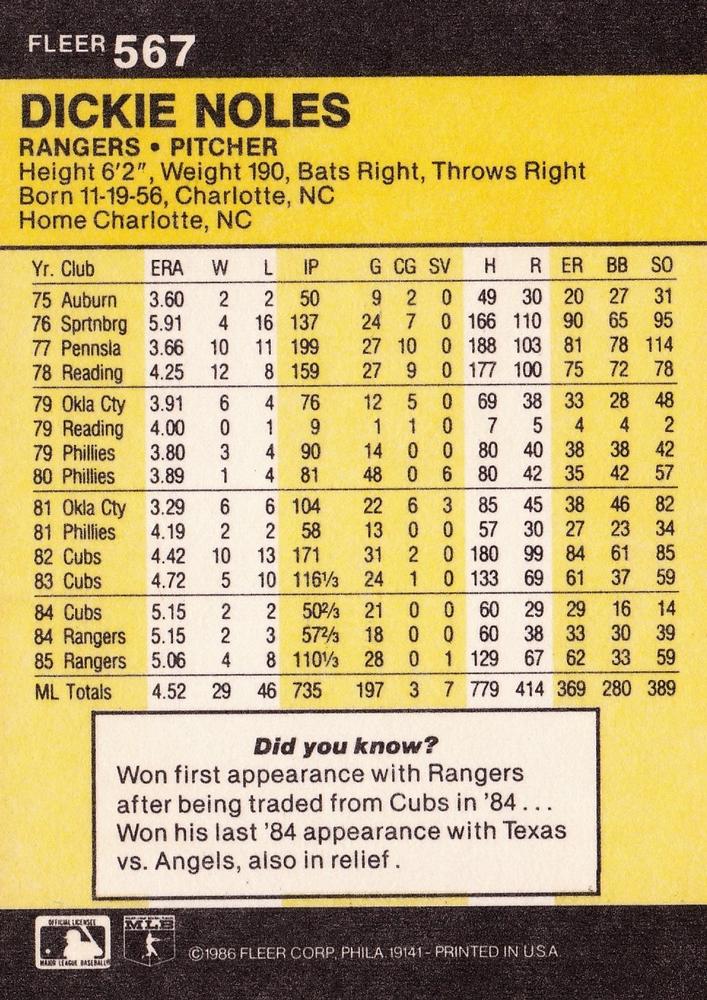 FLEER 567
DICKIE NOLES
RANGERS • PITCHER
Height 6'2", Weight 190, Bats Right, Throws Right
Born 11-19-56, Charlotte, NC
Home Charlotte, NC
Yr. Club ERA W L IP G CG SV H R ER BB SO
75 Auburn 3.60 2 2 50 9 2 0 49 30 20 27 31
76 Sprtnbrg 5.91 4 16 137 24 7 0 166 110 90 65 95
77 Pennsla 3.66 10 11 199 27 10 0 188 103 81 78 114
78 Reading 4.25 12 8 159 27 9 0 177 100 75 72 78
79 Okla Cty 3.91 6 4 76 12 5 0 69 38 33 28 48
79 Reading 4.00 0 1 9 1 1 0 7 5 4 4 2
79 Phillies 3.80 3 4 90 14 0 0 80 40 38 38 42
80 Phillies 3.89 1 4 81 48 0 6 80 42 35 42 57
81 Okla Cty 3.29 6 6 104 22 6 3 85 45 38 46 82
81 Phillies 4.19 2 2 58 13 0 0 57 30 27 23 34
82 Cubs 4.42 10 13 171 31 2 0 180 99 84 61 85
83 Cubs 4.72 5 10 116⅓ 24 1 0 133 69 61 37 59
84 Cubs 5.15 2 2 50⅔ 21 0 0 60 29 29 16 14
84 Rangers 5.15 2 3 57⅔ 18 0 0 60 38 33 30 39
85 Rangers 5.06 4 8 110⅓ 28 0 1 129 67 62 33 59
ML Totals 4.52 29 46 735 197 3 7 779 414 369 280 389
Did you know?
Won first appearance with Rangers
after being traded from Cubs in '84...
Won his last '84 appearance with Texas
vs. Angels, also in relief.
OFFICIAL LICENSEE
MAJOR LEAGUE BASEBALL
MLB
©1986 FLEER CORP. PHILA. 19141 - PRINTED IN U.S.A